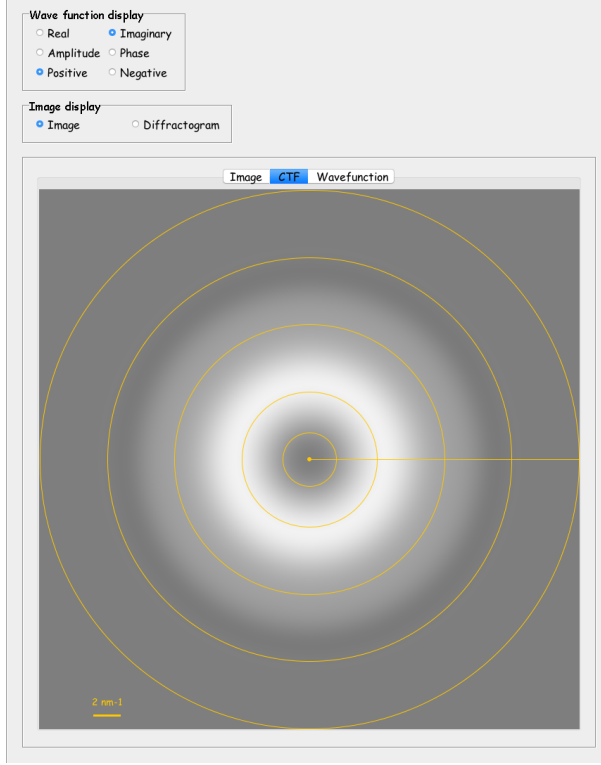 Wave function display
Real Imaginary
Amplitude Phase
Positive Negative
Image display
Image Diffractogram
Image CTF Wavefunction
2 nm-1